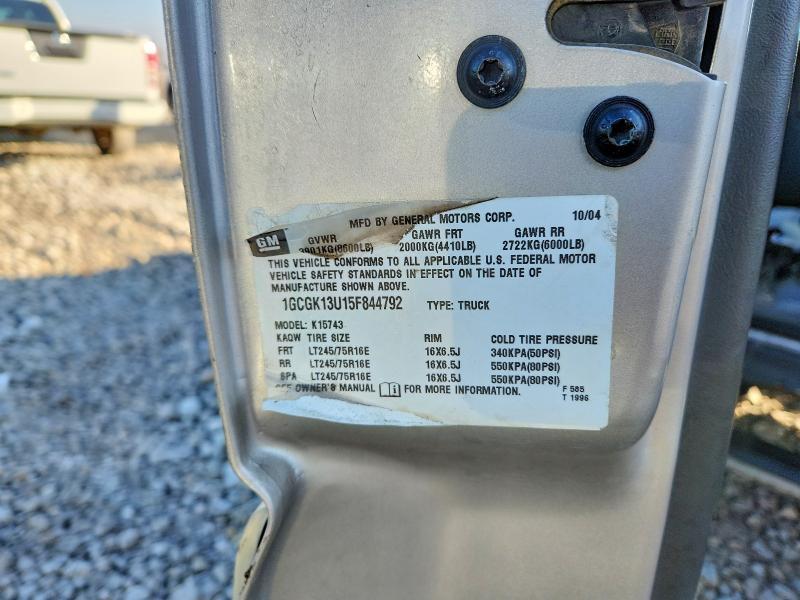 MFD BY GENERAL MOTORS CORP. 10/04
GM GVWR GAWR FRT GAWR RR
3901KG(8600LB) 2000KG(4410LB) 2722KG(6000LB)
THIS VEHICLE CONFORMS TO ALL APPLICABLE U.S. FEDERAL MOTOR
VEHICLE SAFETY STANDARDS IN EFFECT ON THE DATE OF
MANUFACTURE SHOWN ABOVE.
1GCGK13U15F844792 TYPE: TRUCK
MODEL: K15743
KAQW TIRE SIZE RIM COLD TIRE PRESSURE
FRT LT245/75R16E 16X6.5J 340KPA(50PSI)
RR LT245/75R16E 16X6.5J 550KPA(80PSI)
SPA LT245/75R16E 16X6.5J 550KPA(80PSI)
SEE OWNER'S MANUAL FOR MORE INFORMATION.
F 585
T 1996